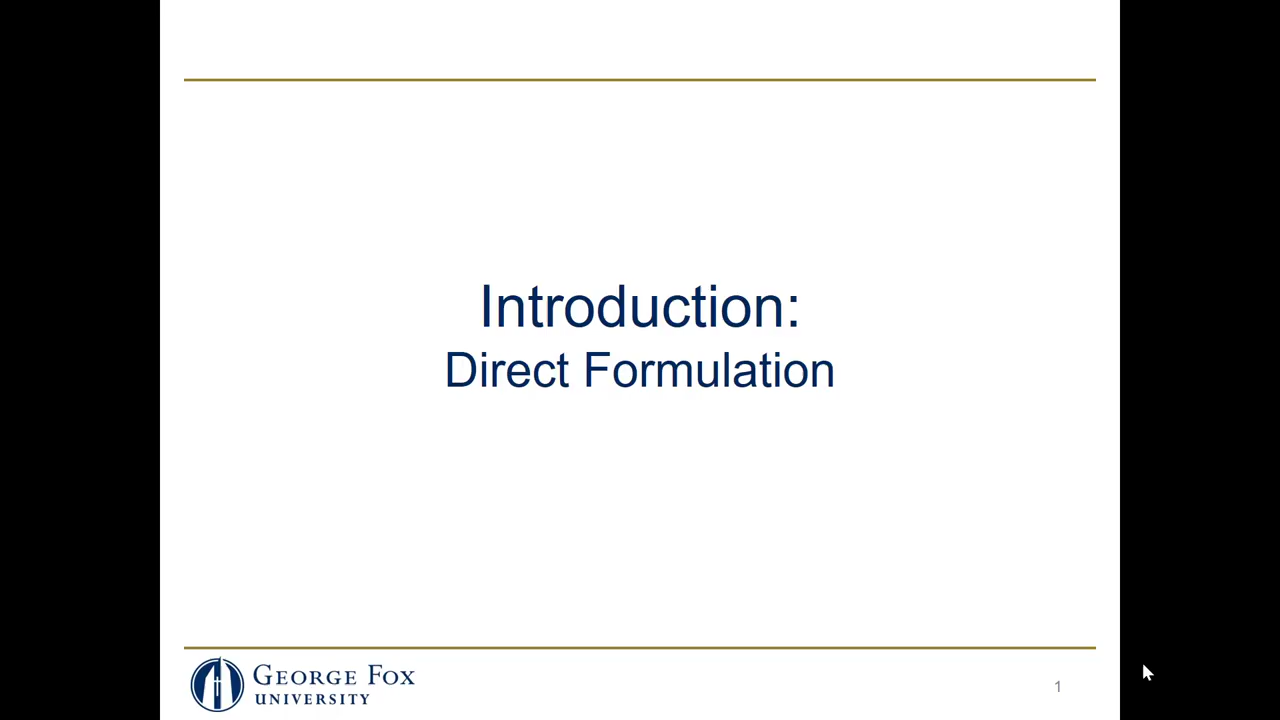 Introduction:
Direct Formulation
GEORGE FOX
UNIVERSITY
1